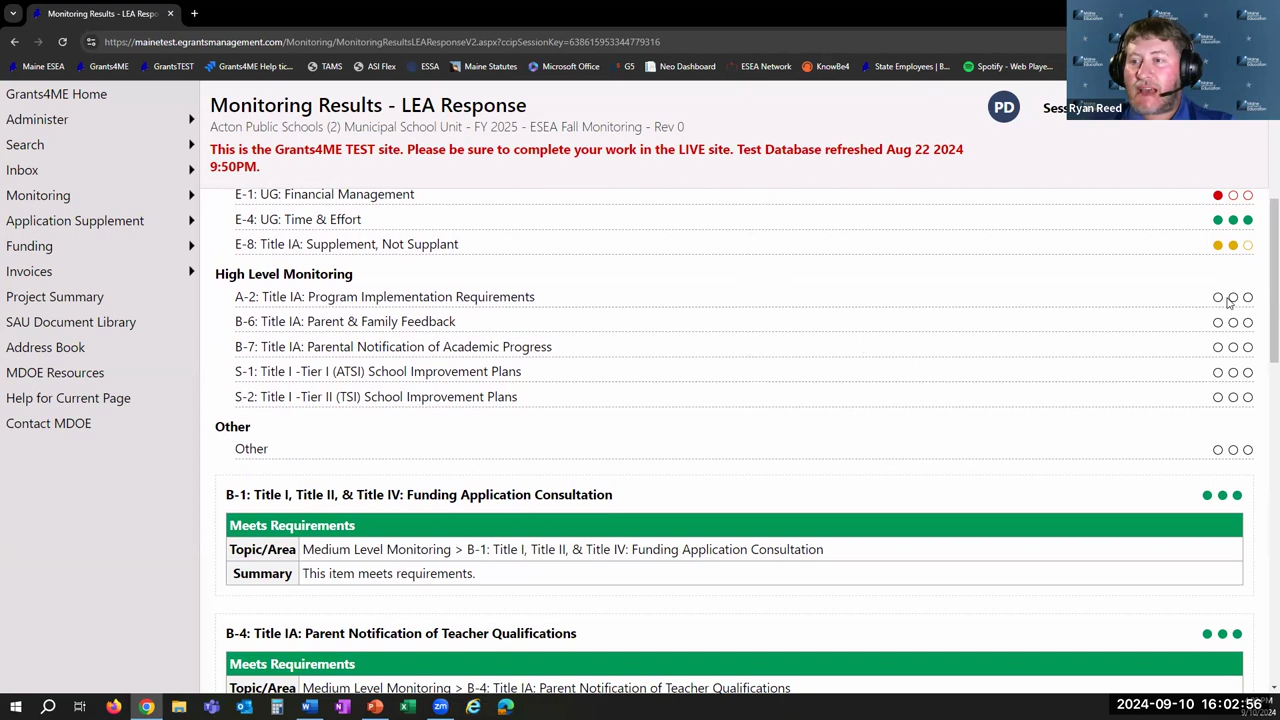 Monitoring Results - LEA Respo
https://mainetest.egrantsmanagement.com/Monitoring/MonitoringResultsLEAResponseV2.aspx?ccipSessionKey=638615953344779316
Maine ESEA Grants4ME GrantsTEST Grants4ME Help tic... TAMS ASI Flex ESSA Maine Statutes Microsoft Office G5 Neo Dashboard ESEA Network KnowBe4 State Employees | B... Spotify - Web Playe...
Ryan Reed
Grants4ME Home
Administer
Search
Inbox
Monitoring
Application Supplement
Funding
Invoices
Project Summary
SAU Document Library
Address Book
MDOE Resources
Help for Current Page
Contact MDOE
Monitoring Results - LEA Response
PD
Sess
Acton Public Schools (2) Municipal School Unit - FY 2025 - ESEA Fall Monitoring - Rev 0
This is the Grants4ME TEST site. Please be sure to complete your work in the LIVE site. Test Database refreshed Aug 22 2024
9:50PM.
E-1: UG: Financial Management
E-4: UG: Time & Effort
E-8: Title IA: Supplement, Not Supplant
High Level Monitoring
A-2: Title IA: Program Implementation Requirements
B-6: Title IA: Parent & Family Feedback
B-7: Title IA: Parental Notification of Academic Progress
S-1: Title I -Tier I (ATSI) School Improvement Plans
S-2: Title I -Tier II (TSI) School Improvement Plans
Other
Other
B-1: Title I, Title II, & Title IV: Funding Application Consultation
Meets Requirements
Topic/Area Medium Level Monitoring > B-1: Title I, Title II, & Title IV: Funding Application Consultation
Summary This item meets requirements.
B-4: Title IA: Parent Notification of Teacher Qualifications
Meets Requirements
Topic/Area Medium Level Monitoring > B-4: Title IA: Parent Notification of Teacher Qualifications
2024-09-10 16:02:56